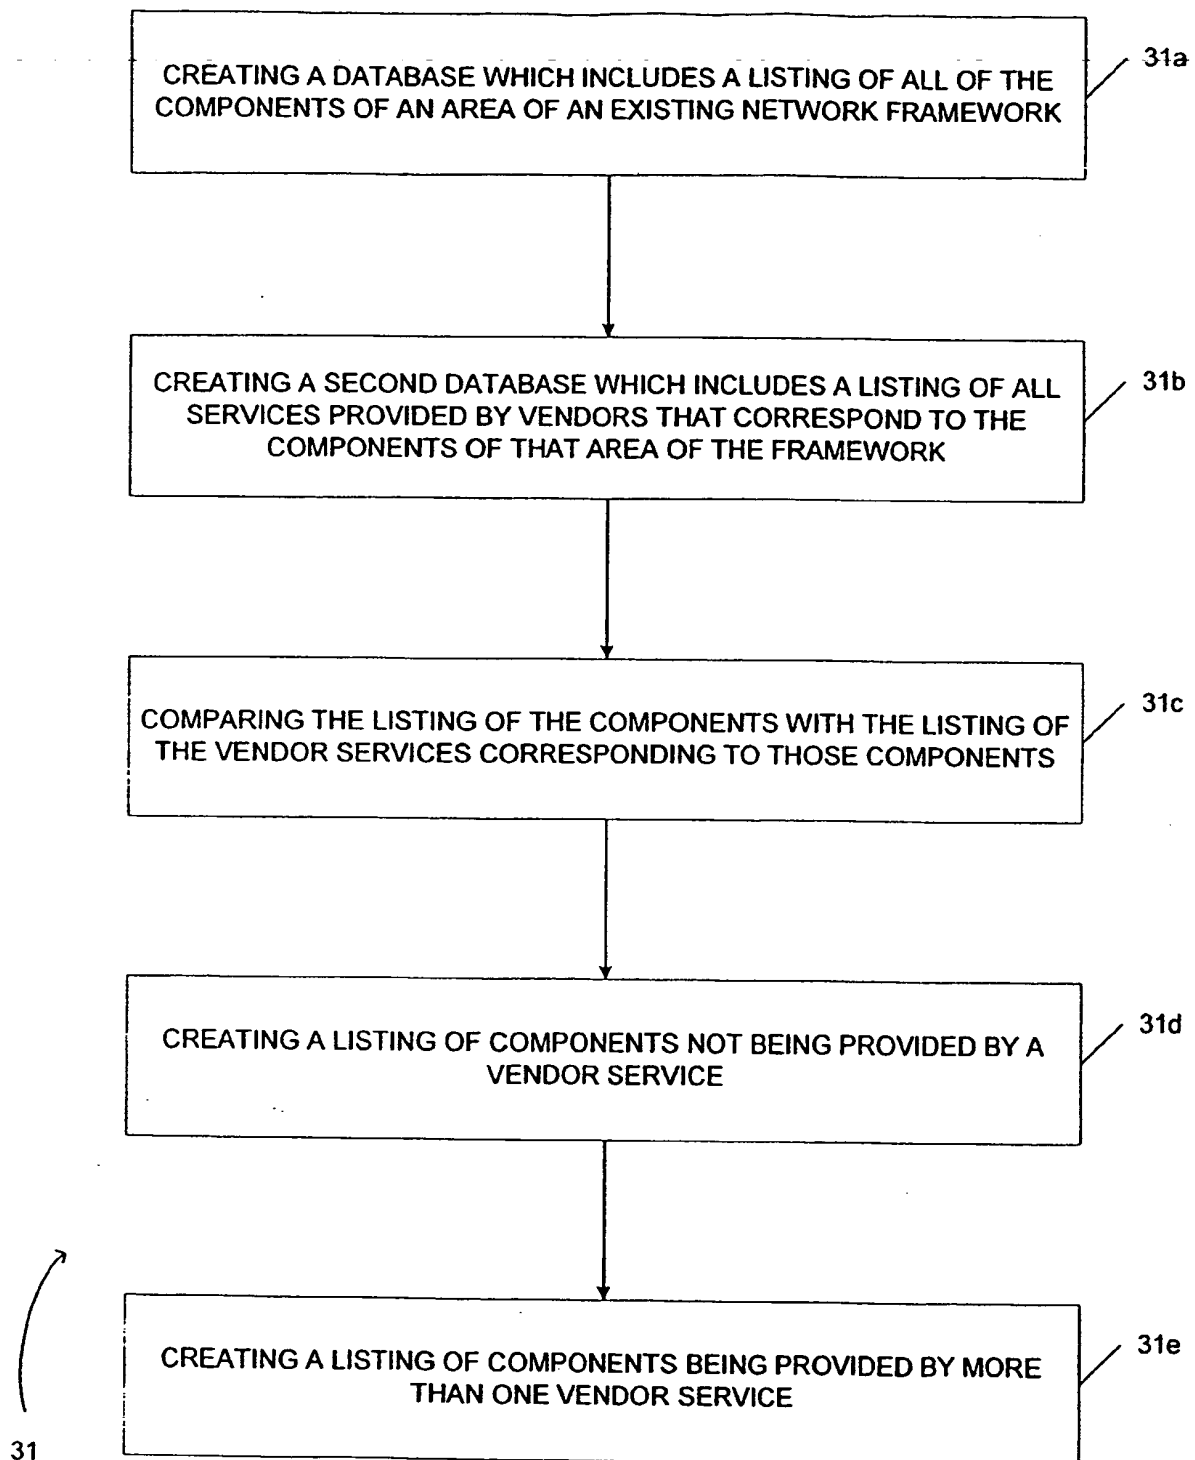 CREATING A DATABASE WHICH INCLUDES A LISTING OF ALL OF THE
COMPONENTS OF AN AREA OF AN EXISTING NETWORK FRAMEWORK
31a
CREATING A SECOND DATABASE WHICH INCLUDES A LISTING OF ALL
SERVICES PROVIDED BY VENDORS THAT CORRESPOND TO THE
COMPONENTS OF THAT AREA OF THE FRAMEWORK
31b
COMPARING THE LISTING OF THE COMPONENTS WITH THE LISTING OF
THE VENDOR SERVICES CORRESPONDING TO THOSE COMPONENTS
31c
CREATING A LISTING OF COMPONENTS NOT BEING PROVIDED BY A
VENDOR SERVICE
31d
CREATING A LISTING OF COMPONENTS BEING PROVIDED BY MORE
THAN ONE VENDOR SERVICE
31e
31